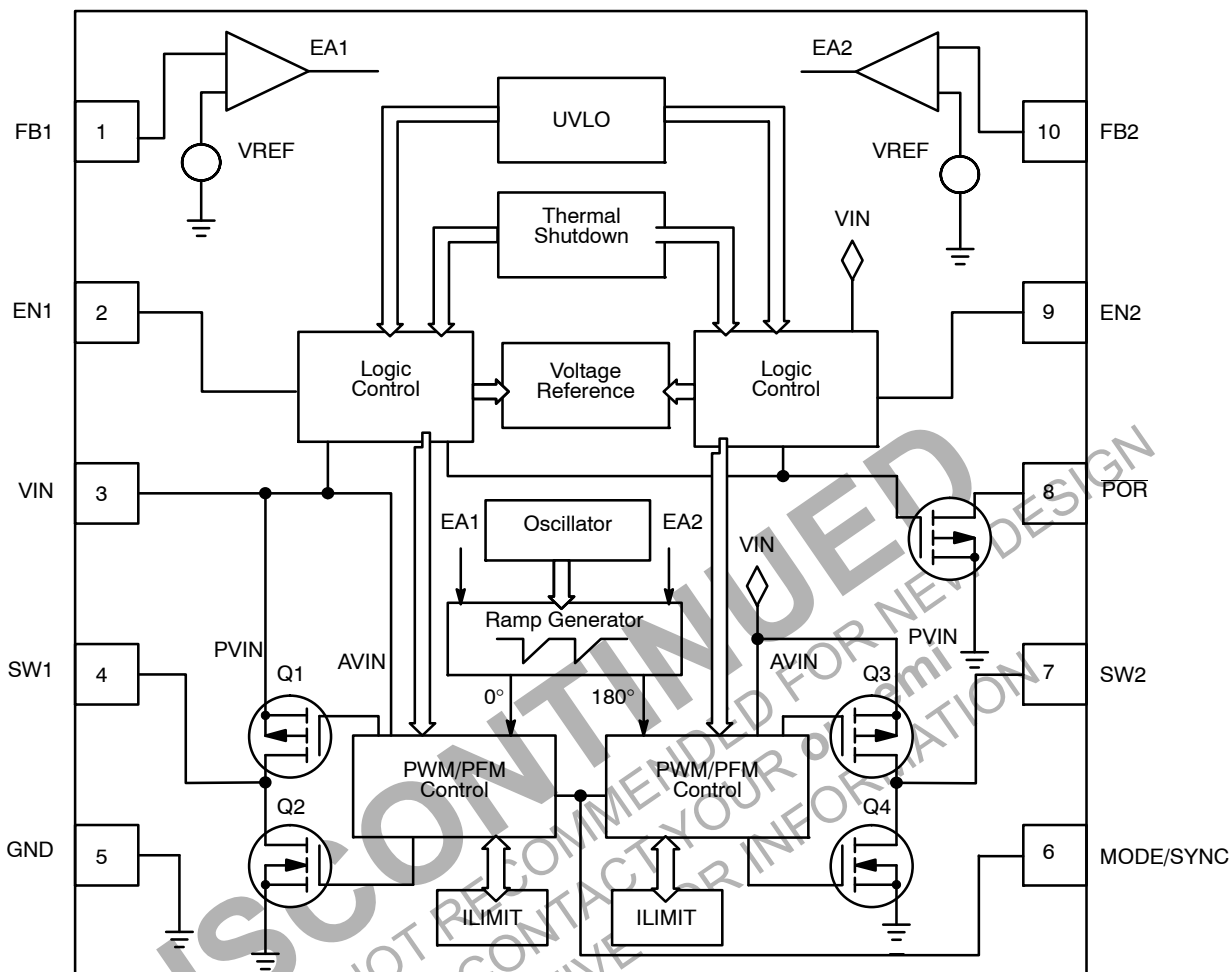 EA1
EA2
UVLO
FB1
1
10
FB2
VREF
VREF
Thermal
Shutdown
VIN
EN1
2
9
EN2
Logic
Control
Voltage
Reference
Logic
Control
VIN
3
8
POR
EA1
Oscillator
EA2
VIN
Ramp Generator
PVIN
AVIN
AVIN
PVIN
SW1
4
Q1
0°
180°
Q3
7
SW2
PWM/PFM
Control
PWM/PFM
Control
Q2
Q4
GND
5
6
MODE/SYNC
ILIMIT
ILIMIT
ISCONTINUED
NOT RECOMMENDED FOR NEW DESIGN
CONTACT YOUR onsemi
FOR INFORMATION